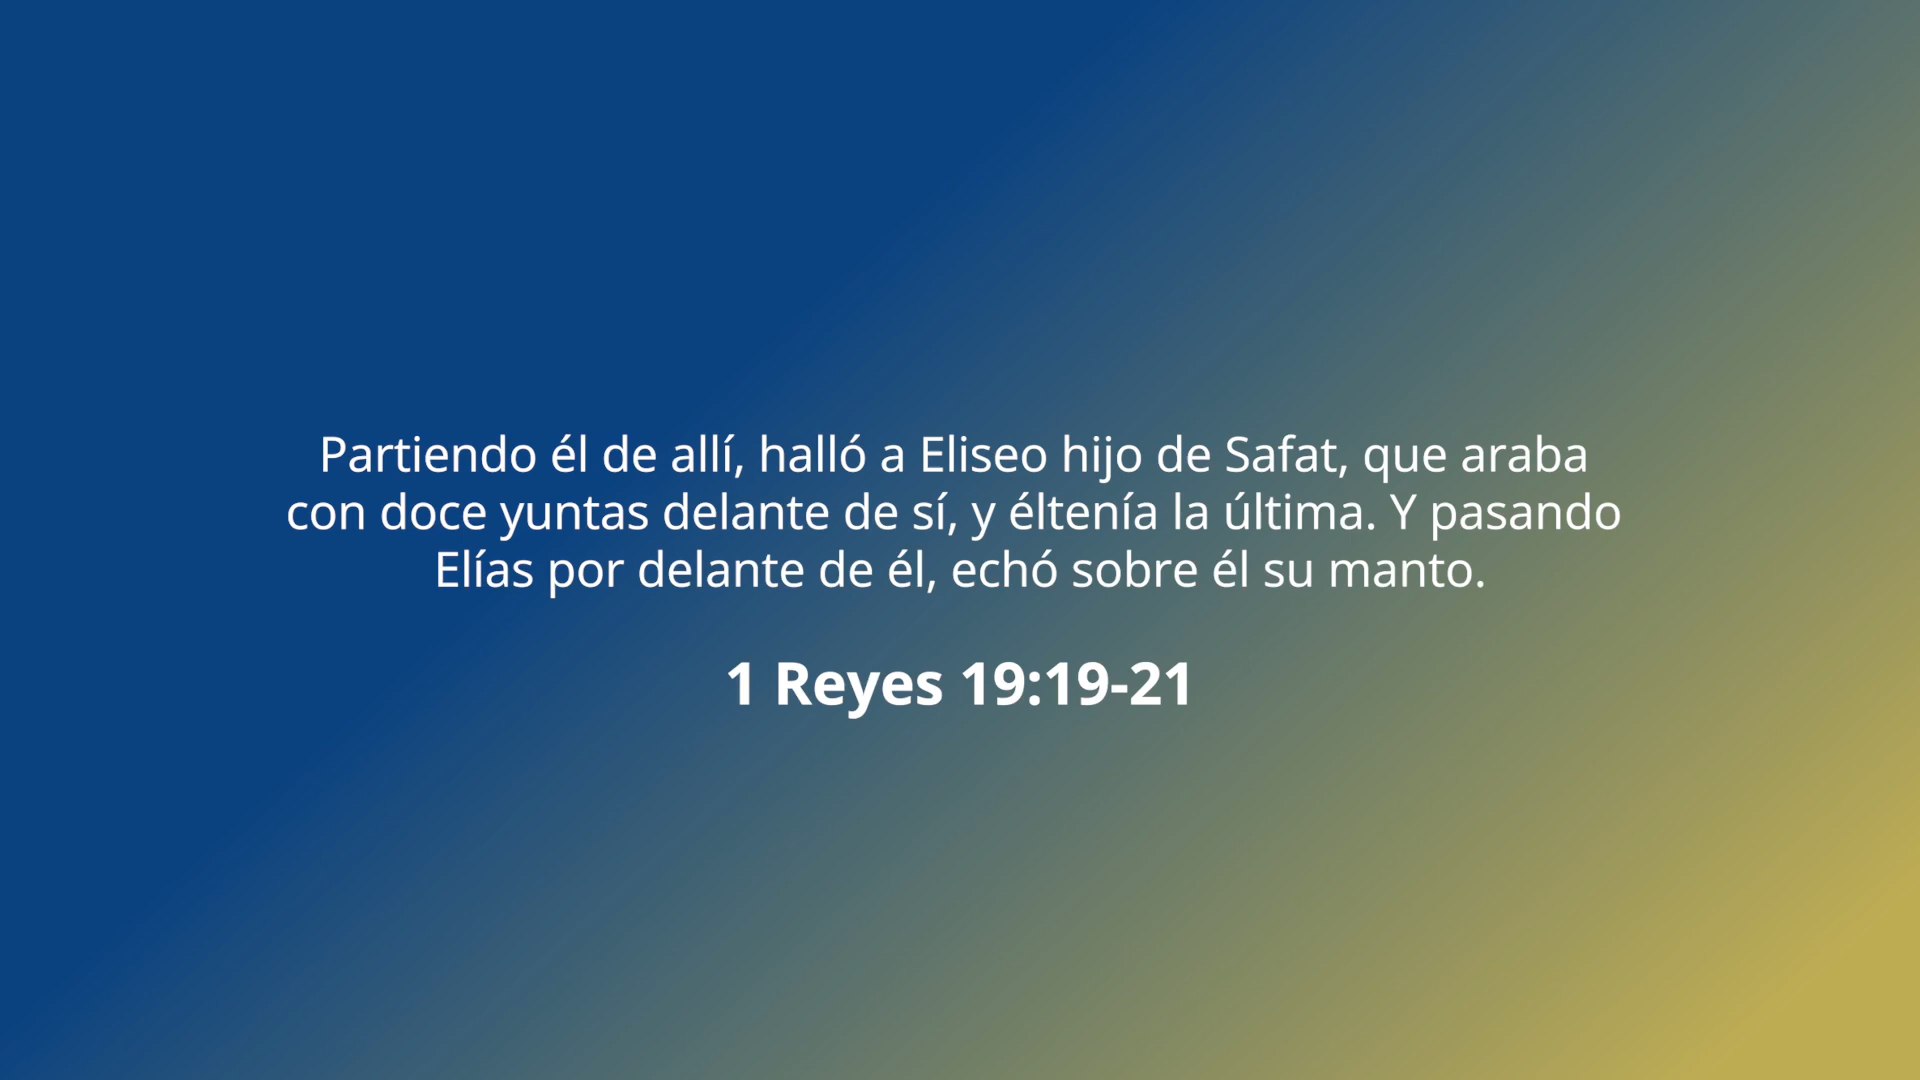 Partiendo él de allí, halló a Eliseo hijo de Safat, que araba
con doce yuntas delante de sí, y éltenía la última. Y pasando
Elías por delante de él, echó sobre él su manto.
1 Reyes 19:19-21